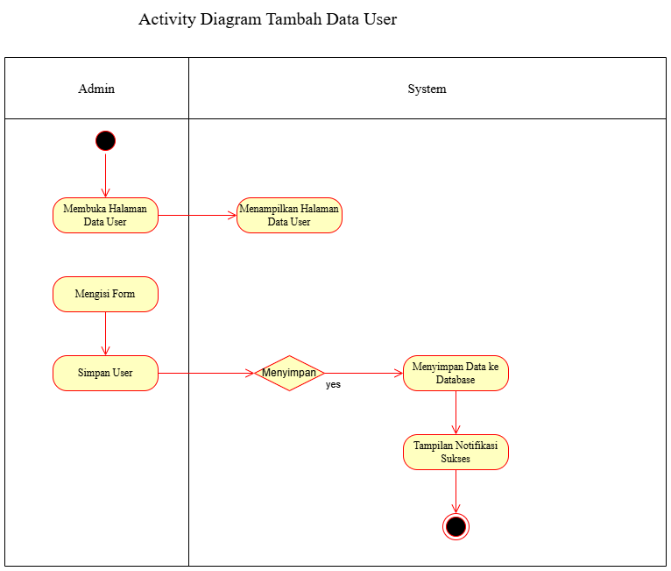 Activity Diagram Tambah Data User
Admin
System
Membuka Halaman
Data User
Menampilkan Halaman
Data User
Mengisi Form
Simpan User
Menyimpan
yes
Menyimpan Data ke
Database
Tampilan Notifikasi
Sukses